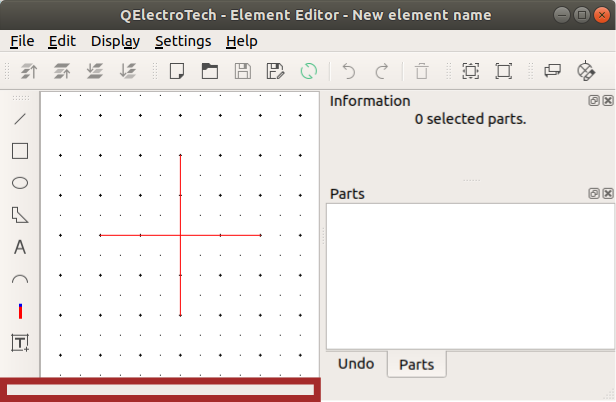 QElectroTech - Element Editor - New element name
File Edit Display Settings Help
Information
0 selected parts.
Parts
A
T
Undo Parts